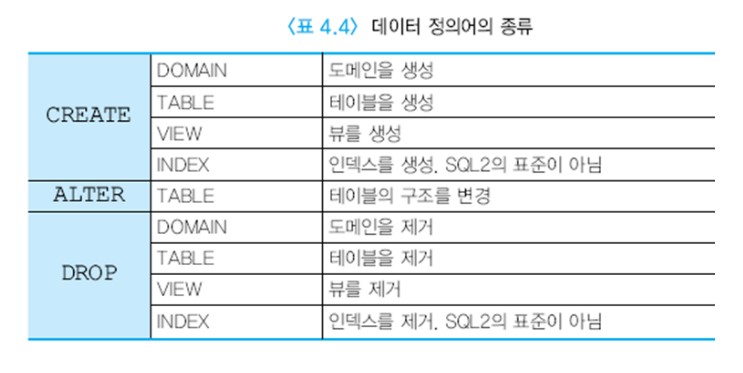 〈표 4.4〉 데이터 정의어의 종류
CREATE DOMAIN 도메인을 생성
TABLE 테이블을 생성
VIEW 뷰를 생성
INDEX 인덱스를 생성, SQL2의 표준이 아님
ALTER TABLE 테이블의 구조를 변경
DROP DOMAIN 도메인을 제거
TABLE 테이블을 제거
VIEW 뷰를 제거
INDEX 인덱스를 제거, SQL2의 표준이 아님